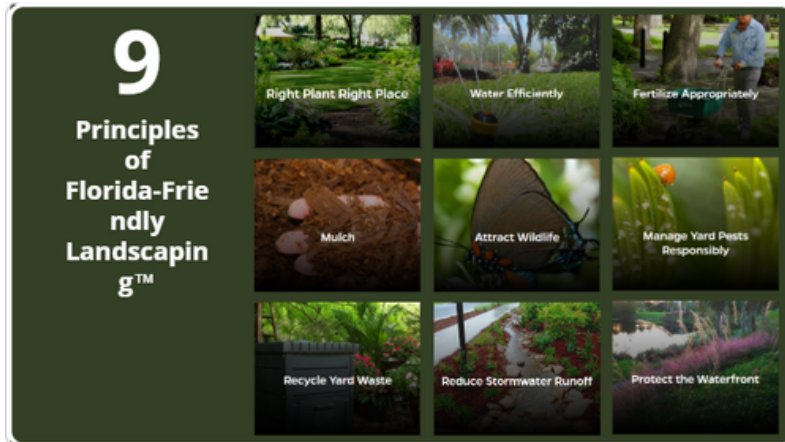 9
Principles
of
Florida-Frie
ndly
Landscapin
g™
Right Plant Right Place
Water Efficiently
Fertilize Appropriately
Mulch
Attract Wildlife
Manage Yard Pests
Responsibly
Recycle Yard Waste
Reduce Stormwater Runoff
Protect the Waterfront